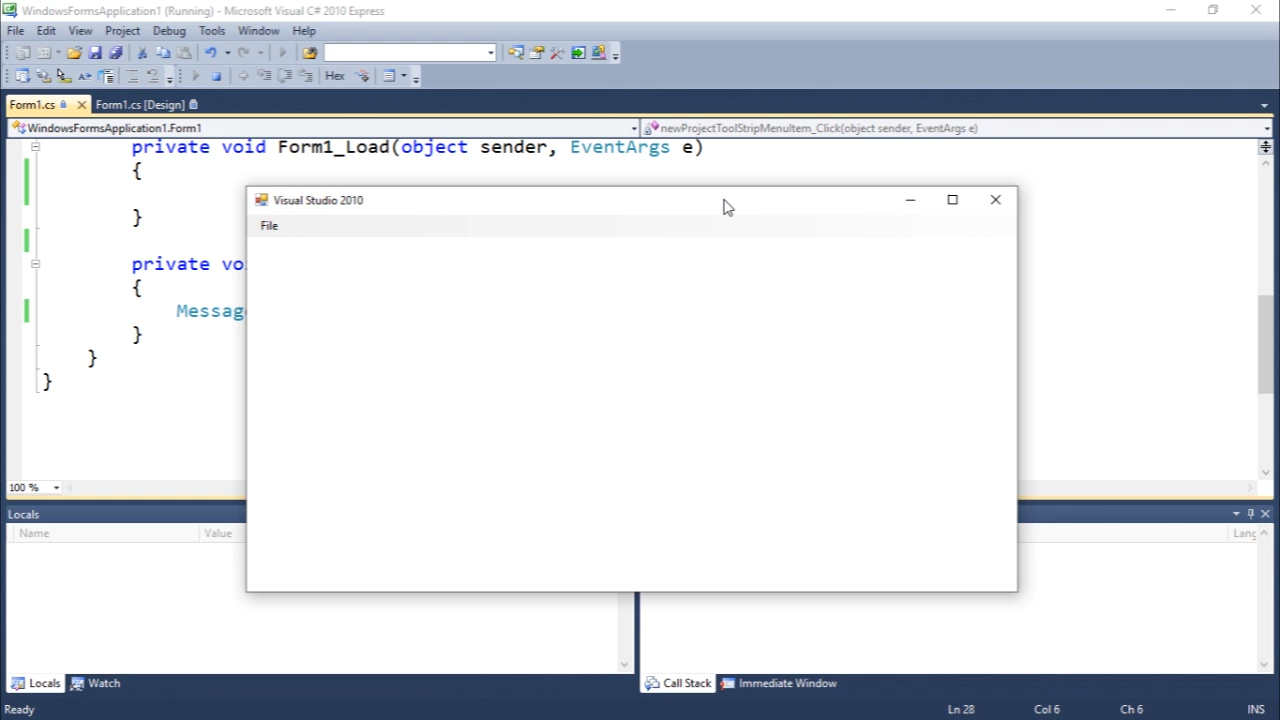 WindowsFormsApplication1 (Running) - Microsoft Visual C# 2010 Express
File Edit View Project Debug Tools Window Help
Hex
Form1.cs Form1.cs [Design]
WindowsFormsApplication1.Form1 newProjectToolStripMenuItem_Click(object sender, EventArgs e)
private void Form1_Load(object sender, EventArgs e)
{
Visual Studio 2010
}
File
private vo
{
Messag
}
}
}
100 %
Locals
Name Value Lang
Locals Watch Call Stack Immediate Window
Ready Ln 28 Col 6 Ch 6 INS